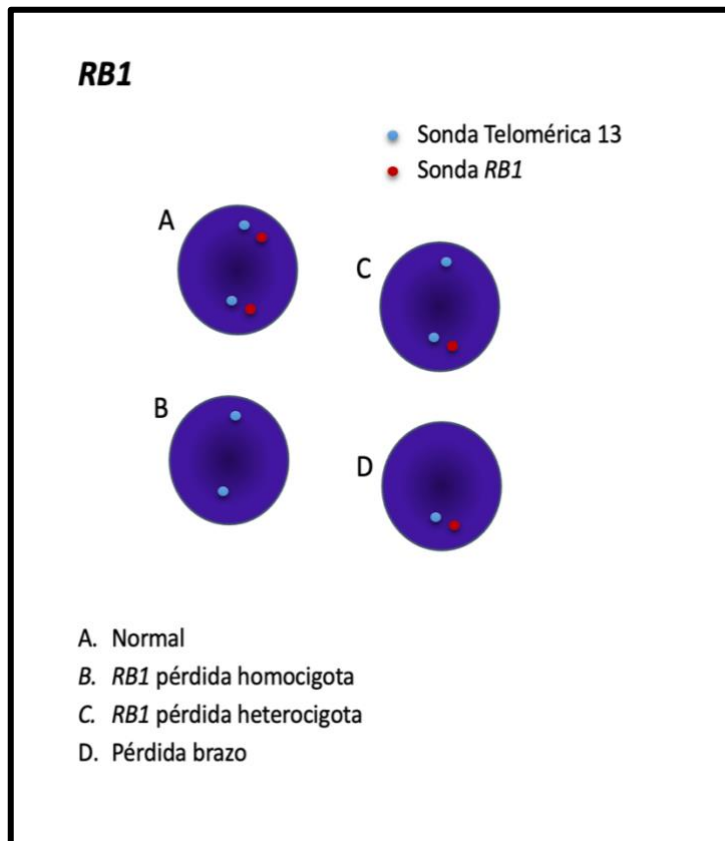 RB1
Sonda Telomérica 13
Sonda RB1
A
C
B
D
A. Normal
B. RB1 pérdida homocigota
C. RB1 pérdida heterocigota
D. Pérdida brazo